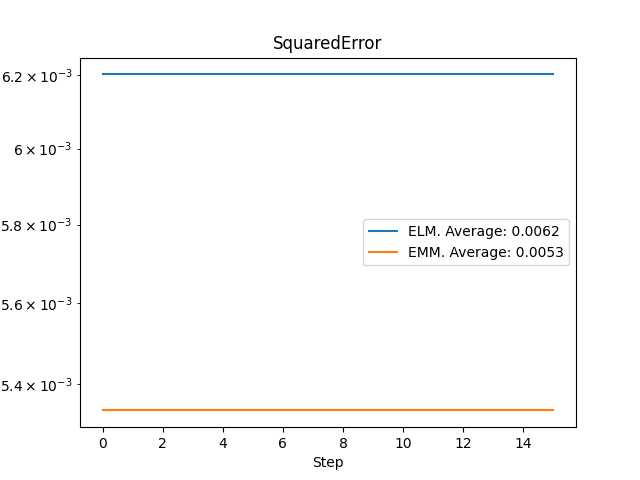 SquaredError
6.2 × 10⁻³
6 × 10⁻³
5.8 × 10⁻³
5.6 × 10⁻³
5.4 × 10⁻³
ELM. Average: 0.0062
EMM. Average: 0.0053
0 2 4 6 8 10 12 14
Step